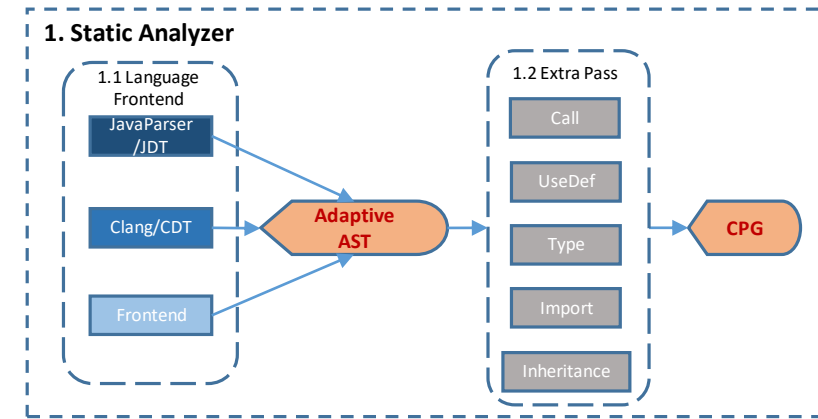 1. Static Analyzer
1.1 Language
Frontend
JavaParser
/JDT
Clang/CDT
Frontend
Adaptive
AST
1.2 Extra Pass
Call
UseDef
Type
Import
Inheritance
CPG